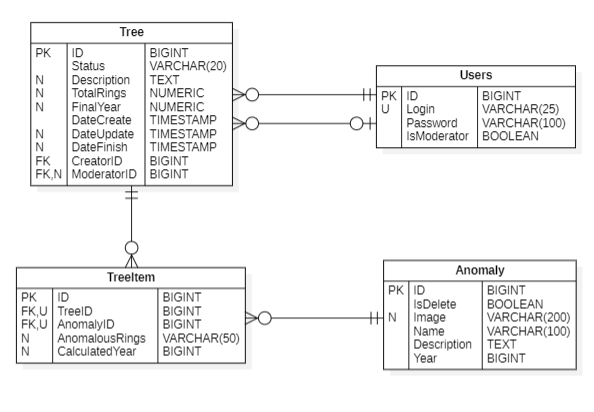 Tree
PK ID BIGINT
Status VARCHAR(20)
N Description TEXT
N TotalRings NUMERIC
N FinalYear NUMERIC
DateCreate TIMESTAMP
N DateUpdate TIMESTAMP
N DateFinish TIMESTAMP
FK CreatorID BIGINT
FK,N ModeratorID BIGINT
Users
PK ID BIGINT
U Login VARCHAR(25)
Password VARCHAR(100)
IsModerator BOOLEAN
TreeItem
PK ID BIGINT
FK,U TreeID BIGINT
FK,U AnomalyID BIGINT
N AnomalousRings VARCHAR(50)
N CalculatedYear BIGINT
Anomaly
PK ID BIGINT
IsDelete BOOLEAN
N Image VARCHAR(200)
Name VARCHAR(100)
Description TEXT
Year BIGINT